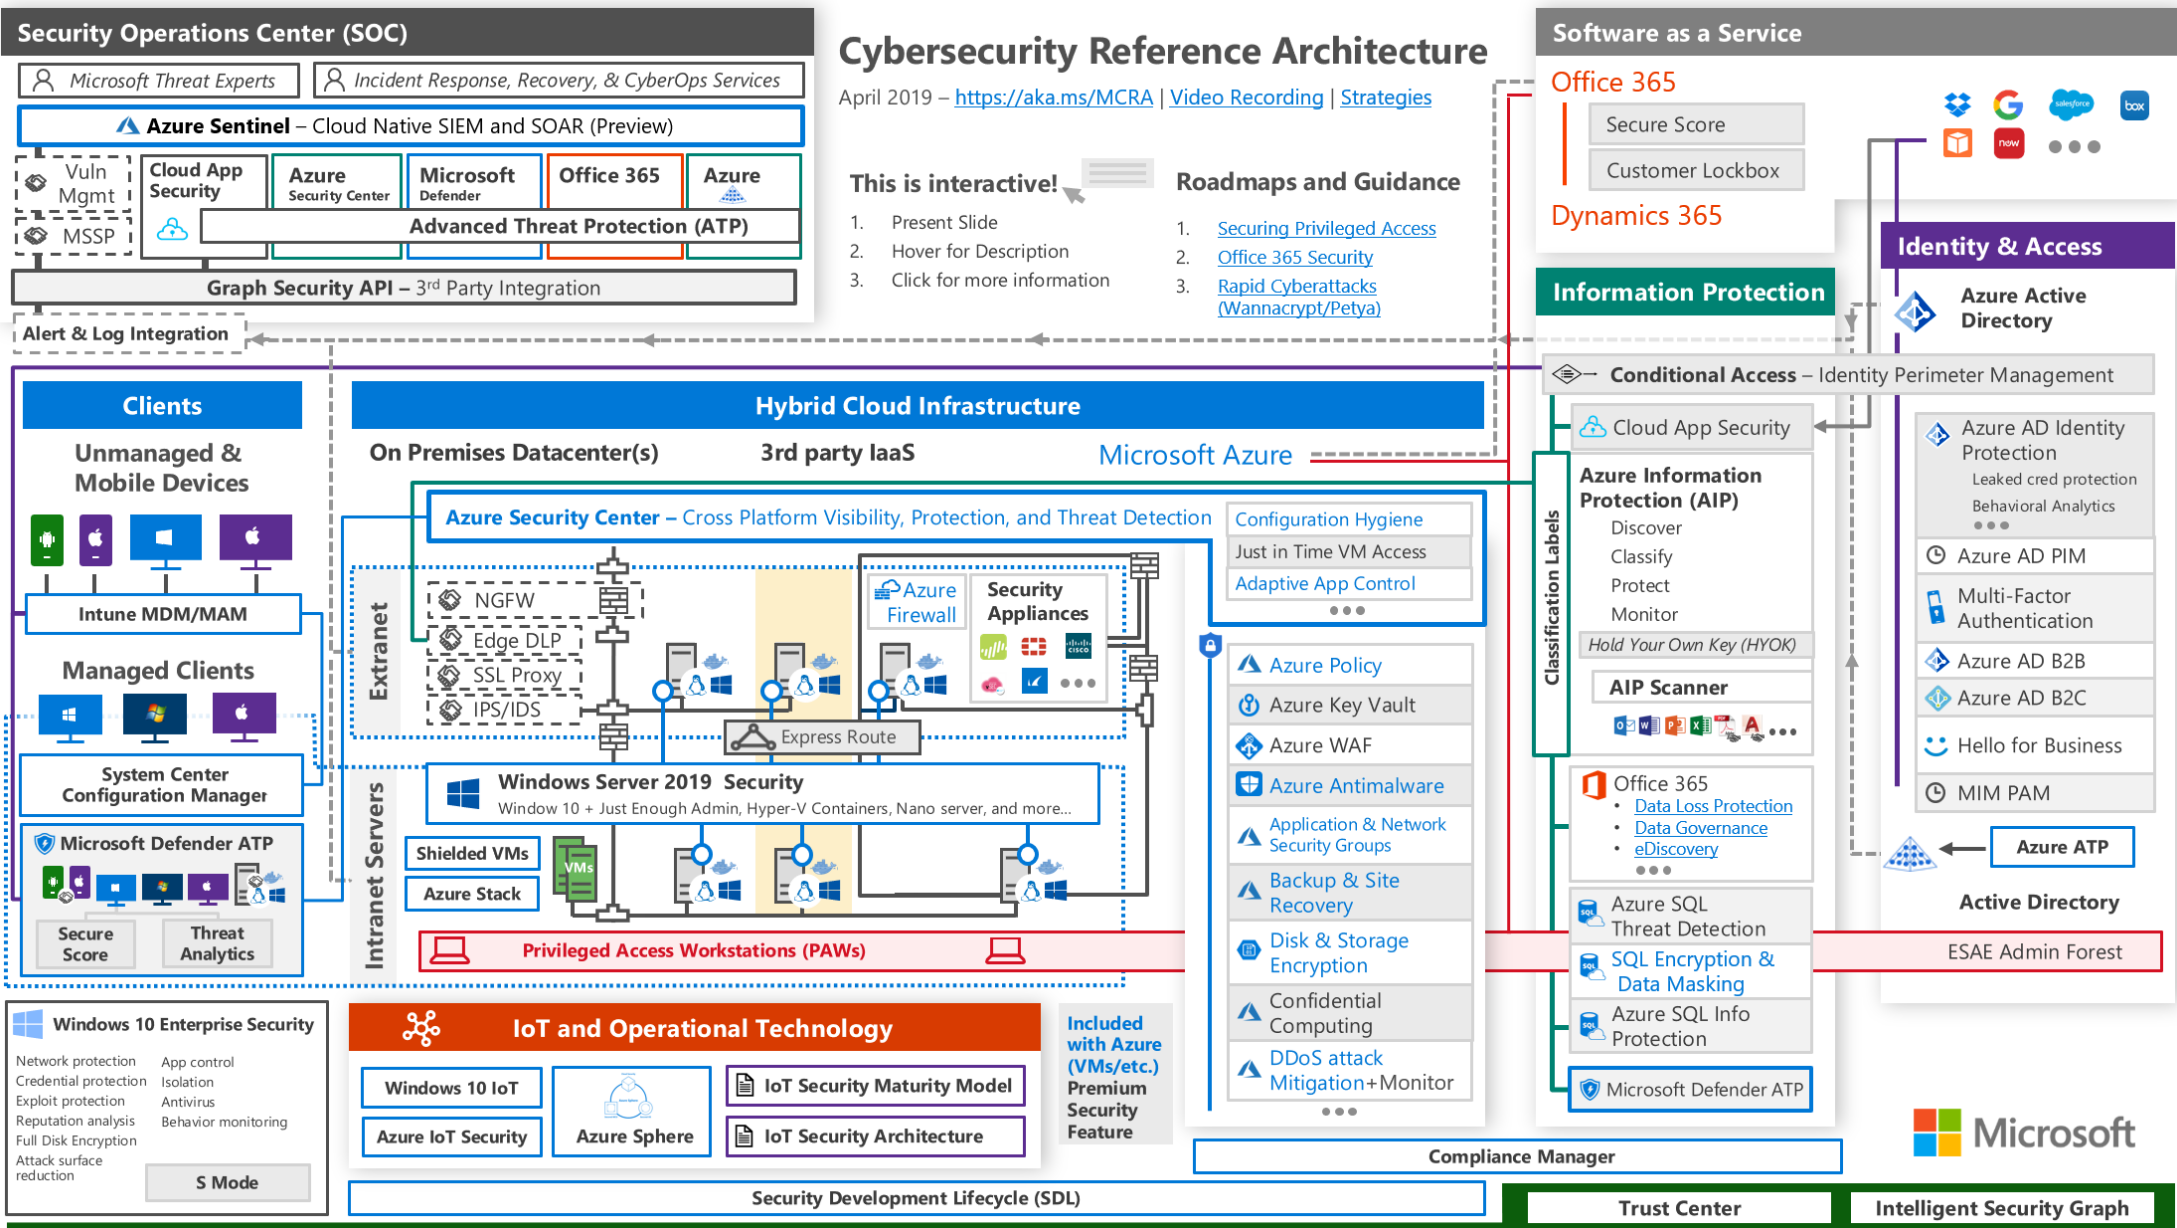 Security Operations Center (SOC)
Microsoft Threat Experts
Incident Response, Recovery, & CyberOps Services
Azure Sentinel – Cloud Native SIEM and SOAR (Preview)
Vuln
Mgmt
MSSP
Cloud App
Security
Azure
Security Center
Microsoft
Defender
Office 365
Azure
Advanced Threat Protection (ATP)
Graph Security API – 3rd Party Integration
Alert & Log Integration
Cybersecurity Reference Architecture
April 2019 – https://aka.ms/MCRA | Video Recording | Strategies
This is interactive!
1. Present Slide
2. Hover for Description
3. Click for more information
Roadmaps and Guidance
1. Securing Privileged Access
2. Office 365 Security
3. Rapid Cyberattacks
(Wannacrypt/Petya)
Software as a Service
Office 365
Secure Score
Customer Lockbox
Dynamics 365
salesforce
box
now
Identity & Access
Azure Active
Directory
Information Protection
Conditional Access – Identity Perimeter Management
Cloud App Security
Azure Information
Protection (AIP)
Discover
Classify
Protect
Monitor
Hold Your Own Key (HYOK)
AIP Scanner
Classification Labels
Office 365
• Data Loss Protection
• Data Governance
• eDiscovery
SQL
Azure SQL
Threat Detection
SQL
SQL Encryption &
Data Masking
SQL
Azure SQL Info
Protection
Microsoft Defender ATP
Azure AD Identity
Protection
Leaked cred protection
Behavioral Analytics
Azure AD PIM
Multi-Factor
Authentication
Azure AD B2B
Azure AD B2C
Hello for Business
MIM PAM
Azure ATP
Active Directory
ESAE Admin Forest
Clients
Unmanaged &
Mobile Devices
Intune MDM/MAM
Managed Clients
System Center
Configuration Manager
Microsoft Defender ATP
Secure
Score
Threat
Analytics
Hybrid Cloud Infrastructure
On Premises Datacenter(s)
3rd party IaaS
Microsoft Azure
Azure Security Center – Cross Platform Visibility, Protection, and Threat Detection
Configuration Hygiene
Just in Time VM Access
Adaptive App Control
Extranet
NGFW
Edge DLP
SSL Proxy
IPS/IDS
Azure
Firewall
Security
Appliances
CISCO
Express Route
Intranet Servers
Windows Server 2019 Security
Window 10 + Just Enough Admin, Hyper-V Containers, Nano server, and more...
Shielded VMs
Azure Stack
VMs
Privileged Access Workstations (PAWs)
Azure Policy
Azure Key Vault
Azure WAF
Azure Antimalware
Application & Network
Security Groups
Backup & Site
Recovery
Disk & Storage
Encryption
Confidential
Computing
DDoS attack
Mitigation+Monitor
Windows 10 Enterprise Security
Network protection
Credential protection
Exploit protection
Reputation analysis
Full Disk Encryption
Attack surface
reduction
App control
Isolation
Antivirus
Behavior monitoring
S Mode
IoT and Operational Technology
Windows 10 IoT
Azure IoT Security
Azure Sphere
IoT Security Maturity Model
IoT Security Architecture
Included
with Azure
(VMs/etc.)
Premium
Security
Feature
Compliance Manager
Microsoft
Security Development Lifecycle (SDL)
Trust Center
Intelligent Security Graph